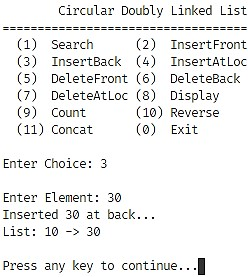 Circular Doubly Linked List
===================================
(1) Search (2) InsertFront
(3) InsertBack (4) InsertAtLoc
(5) DeleteFront (6) DeleteBack
(7) DeleteAtLoc (8) Display
(9) Count (10) Reverse
(11) Concat (0) Exit
Enter Choice: 3
Enter Element: 30
Inserted 30 at back...
List: 10 -> 30
Press any key to continue...